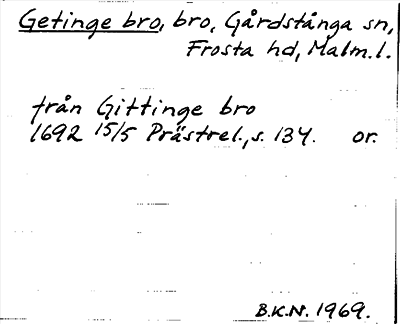 Getinge bro, bro, Gårdstånga sn,
Frosta hd, Malm.l.
från Gittinge bro
1692 15/5 Prästrel., s. 134. or.
B.K.N. 1969.